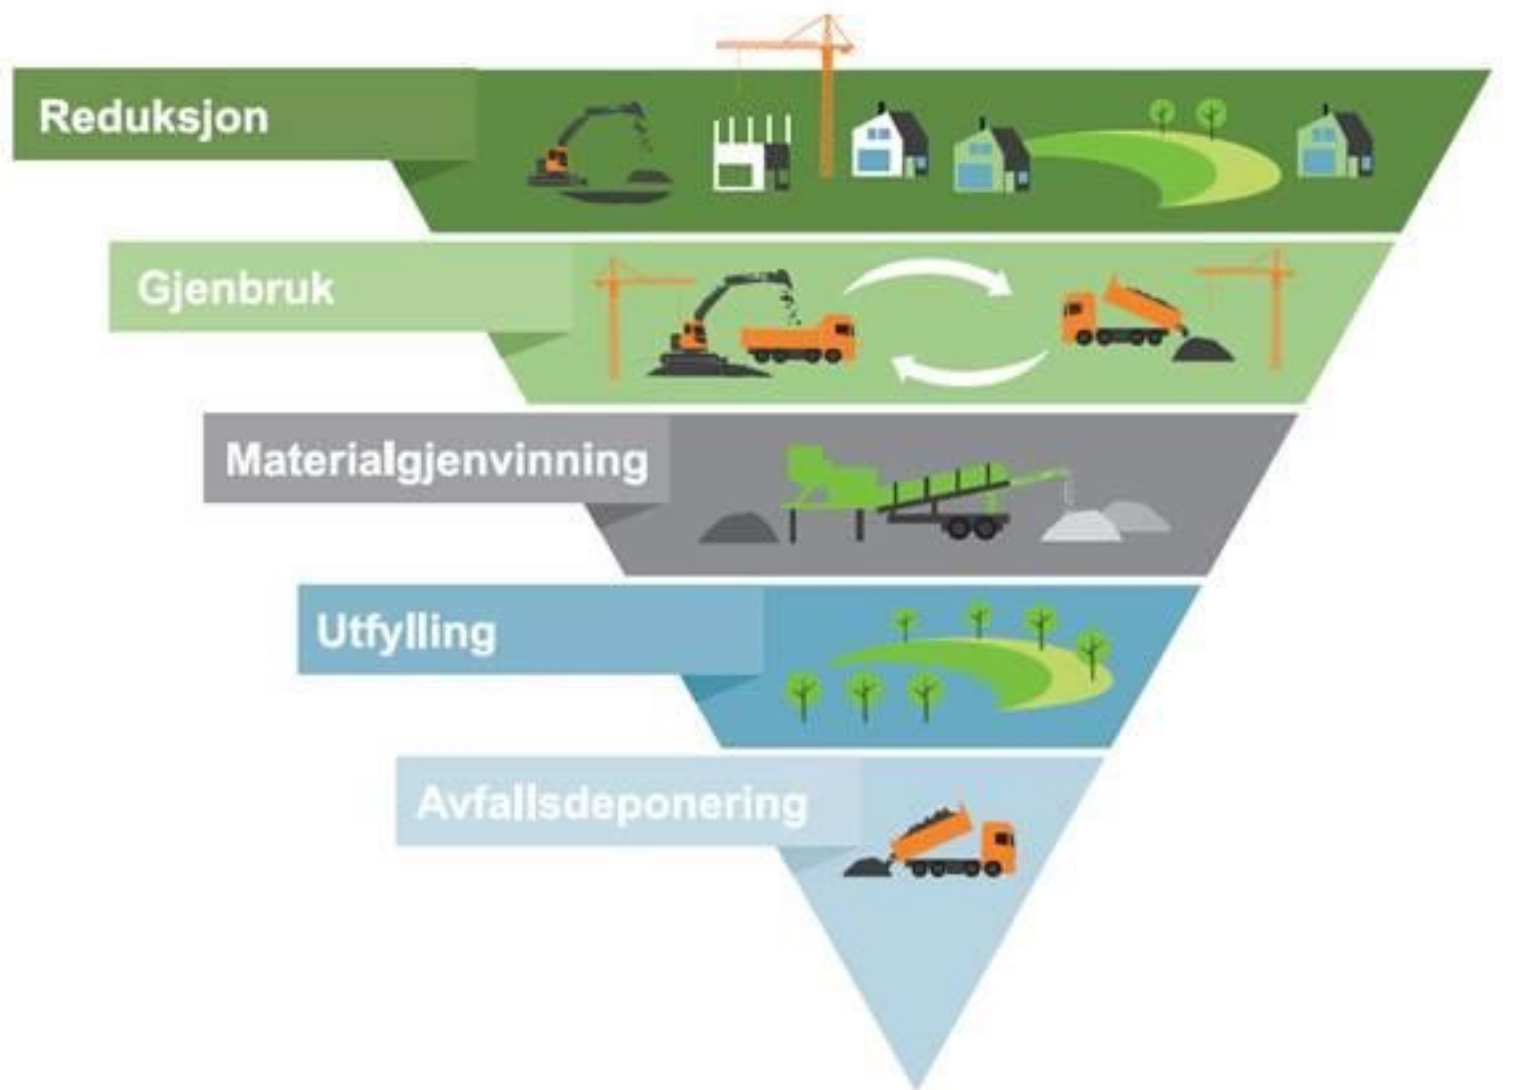 Reduksjon
Gjenbruk
Materialgjenvinning
Utfylling
Avfallsdeponering